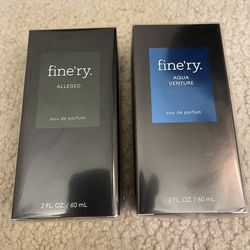 fine'ry.
ALLEGED
eau de parfum
2 FL. OZ. / 60 mL
fine'ry.
AQUA
VENTURE
eau de parfum
2 FL. OZ. / 60 mL